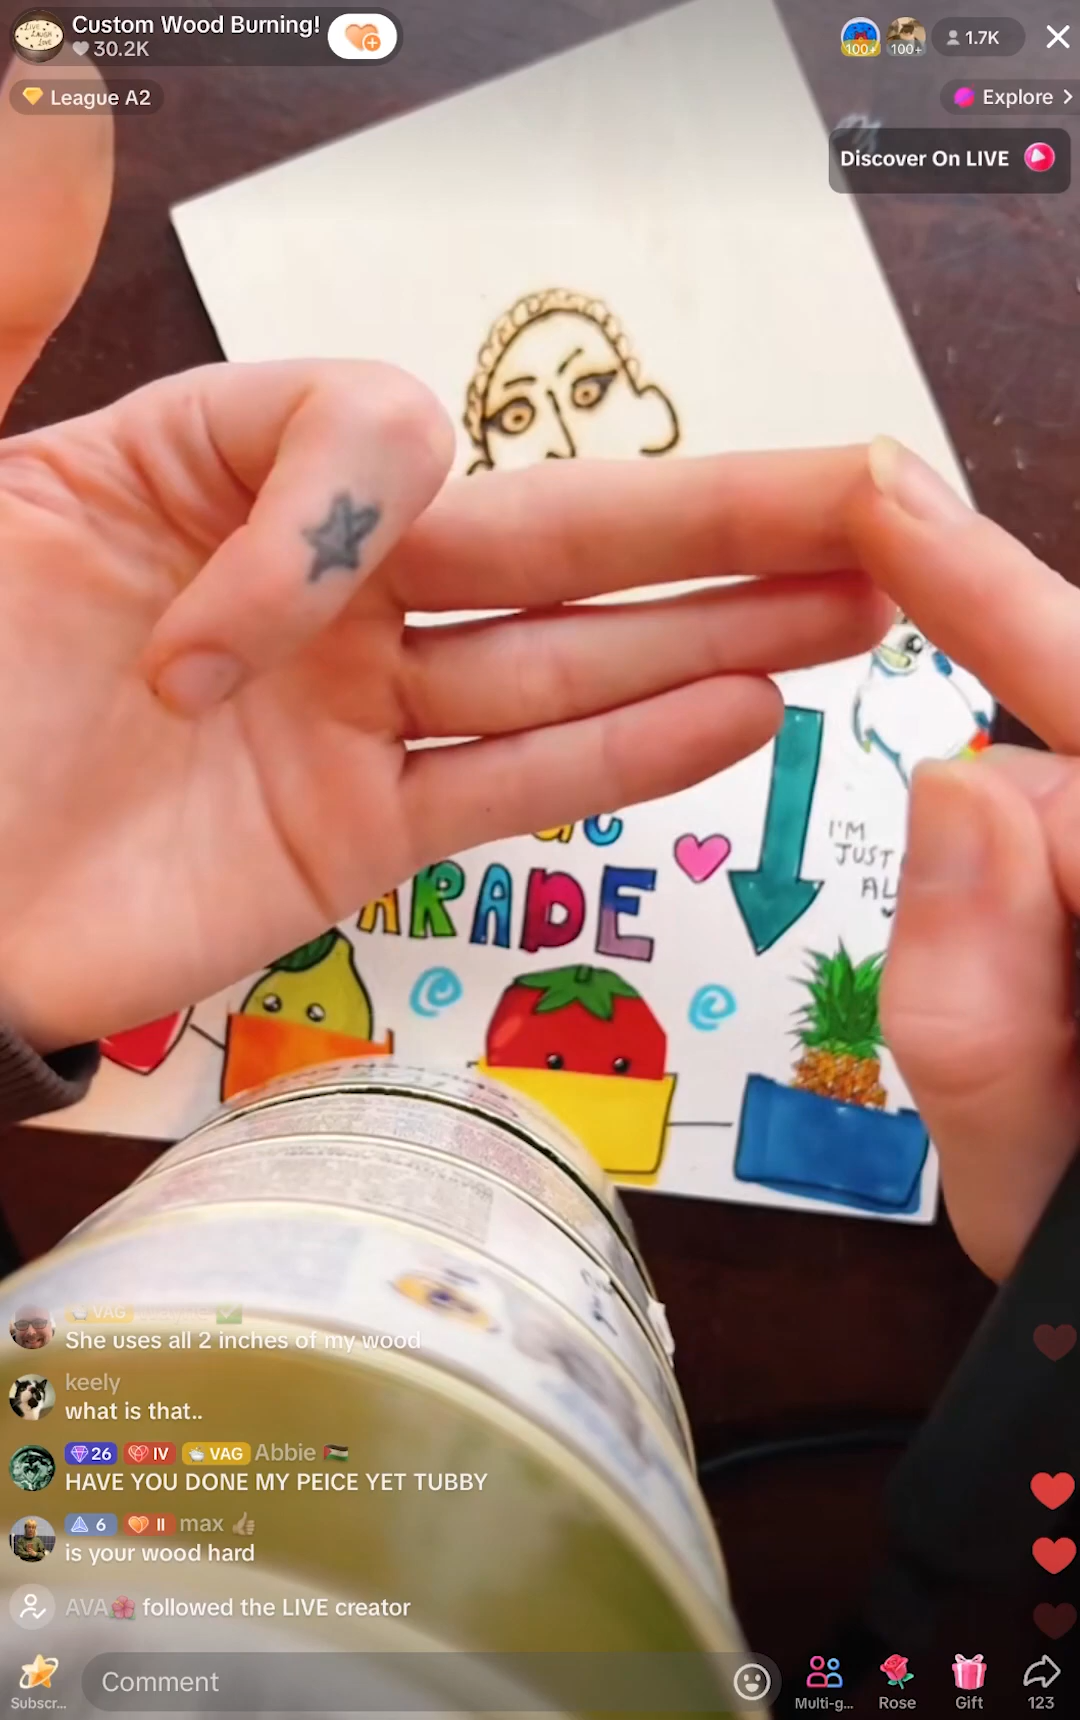 Custom Wood Burning!
30.2K
100+
100+
1.7K
League A2
Explore
Discover On LIVE
I'M
JUST
AL
ARADE
VAG
She uses all 2 inches of my wood
keely
what is that..
26 IV VAG Abbie
HAVE YOU DONE MY PEICE YET TUBBY
6 II max
is your wood hard
AVA followed the LIVE creator
Comment
Subscr...
Multi-g...
Rose
Gift
123